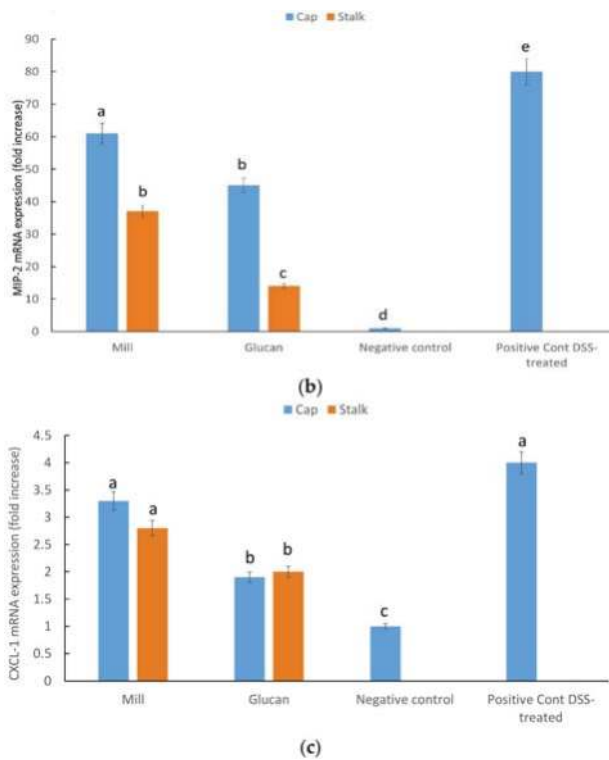 Cap Stalk
MIP-2 mRNA expression (fold increase)
90
80
70
60
50
40
30
20
10
0
a
b
b
c
d
e
Mill
Glucan
Negative control
Positive Cont DSS-
treated
(b)
Cap Stalk
CXCL-1 mRNA expression (fold increase)
4.5
4
3.5
3
2.5
2
1.5
1
0.5
0
a
a
b
b
c
a
Mill
Glucan
Negative control
Positive Cont DSS-
treated
(c)